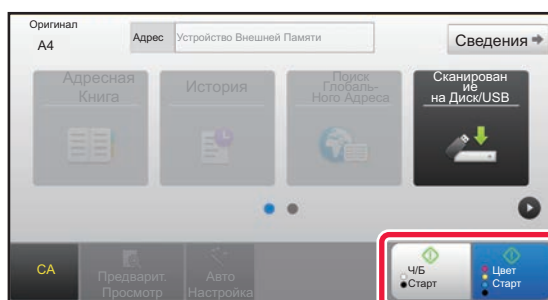 Оригинал
A4
Адрес
Устройство Внешней Памяти
Сведения
Адресная
Книга
История
Поиск
Глобаль-
Ного Адреса
Сканирован
ие
на Диск/USB
CA
Предварит.
Просмотр
Авто
Настройка
Ч/Б
Старт
Цвет
Старт